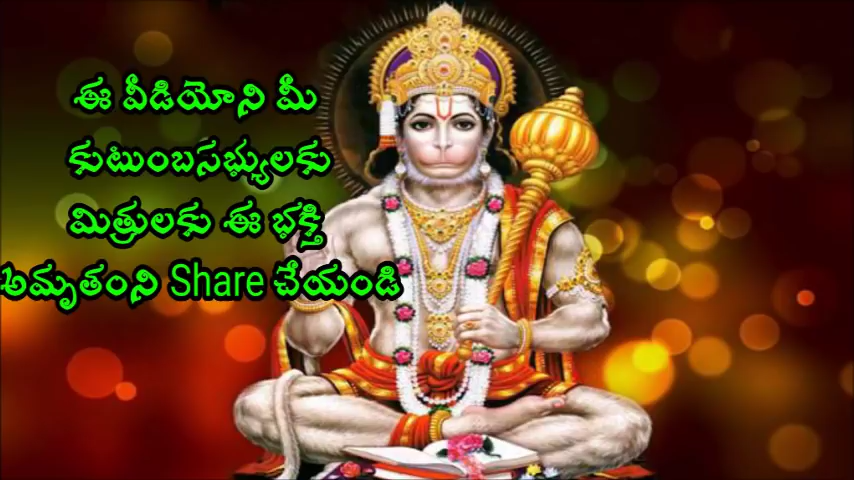 ఈ వీడియోని మీ
కుటుంబసభ్యులకు
మిత్రులకు ఈ భక్తి
అమృతంని Share చేయండి